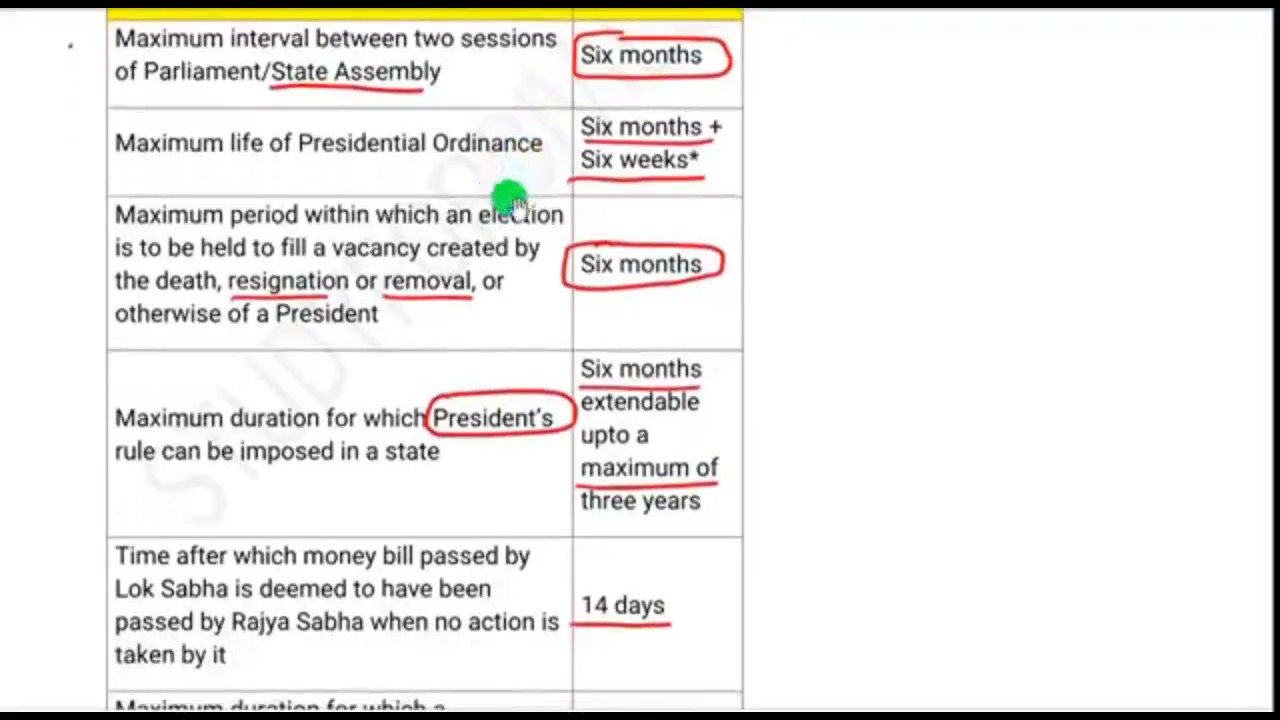 Maximum interval between two sessions
of Parliament/State Assembly
Six months
Maximum life of Presidential Ordinance
Six months +
Six weeks*
Maximum period within which an election
is to be held to fill a vacancy created by
the death, resignation or removal, or
otherwise of a President
Six months
Maximum duration for which President's
rule can be imposed in a state
Six months
extendable
upto a
maximum of
three years
Time after which money bill passed by
Lok Sabha is deemed to have been
passed by Rajya Sabha when no action is
taken by it
14 days
Maximum duration for which a